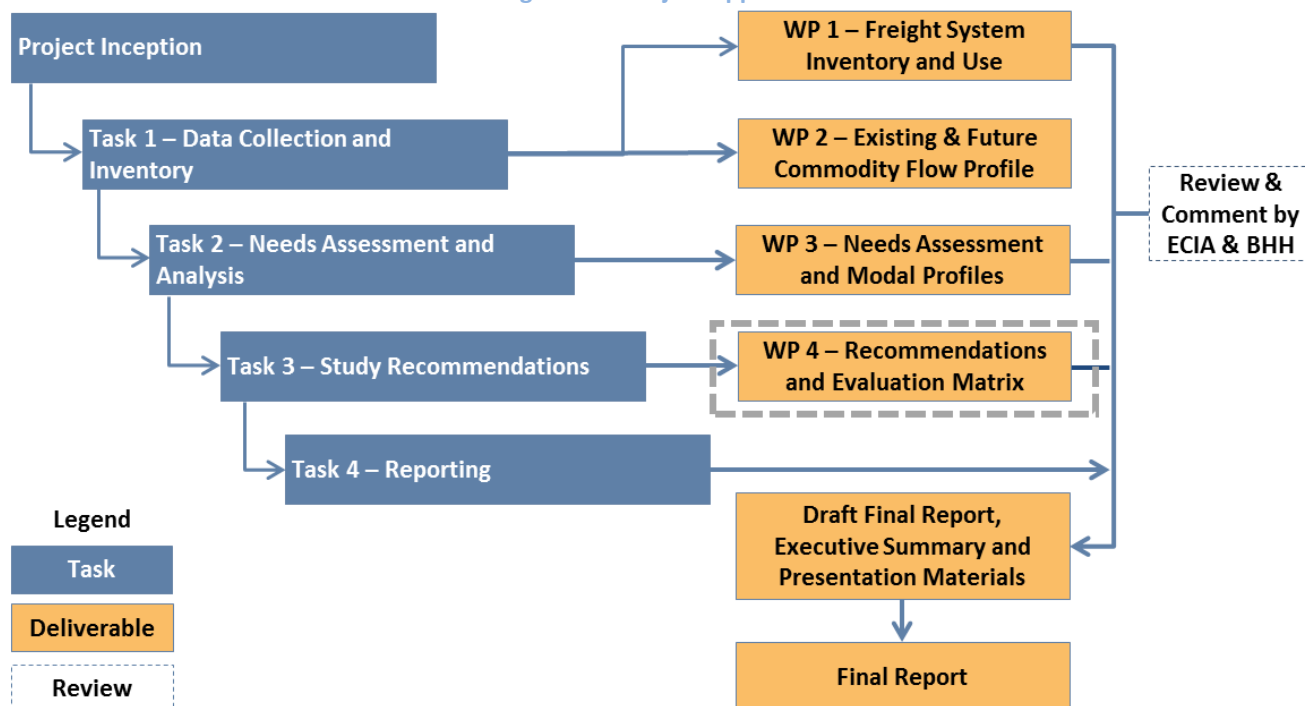 Project Inception
WP 1 – Freight System
Inventory and Use
Task 1 – Data Collection and
Inventory
WP 2 – Existing & Future
Commodity Flow Profile
Review &
Comment by
ECIA & BHH
Task 2 – Needs Assessment and
Analysis
WP 3 – Needs Assessment
and Modal Profiles
Task 3 – Study Recommendations
WP 4 – Recommendations
and Evaluation Matrix
Task 4 – Reporting
Draft Final Report,
Executive Summary and
Presentation Materials
Final Report
Legend
Task
Deliverable
Review